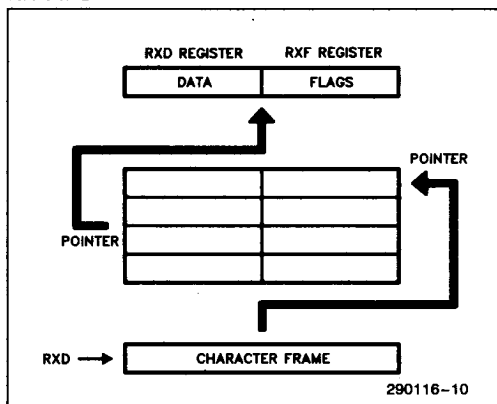 RXD REGISTER RXF REGISTER
DATA FLAGS
POINTER
POINTER
RXD
CHARACTER FRAME
290116-10